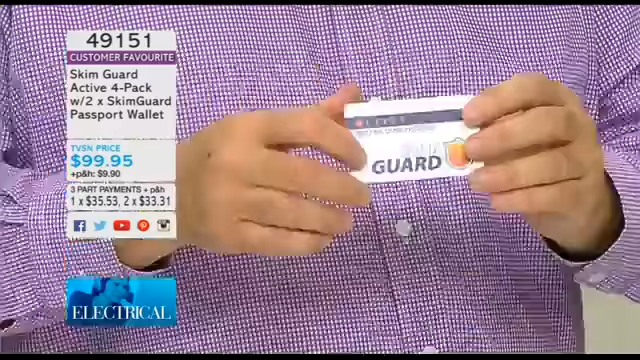 49151
CUSTOMER FAVOURITE
Skim Guard
Active 4-Pack
w/2 x SkimGuard
Passport Wallet
TVSN PRICE
$99.95
+p&h: $9.90
3 PART PAYMENTS + p&h
1 x $35.53, 2 x $33.31
ELECTRICAL
GUARD